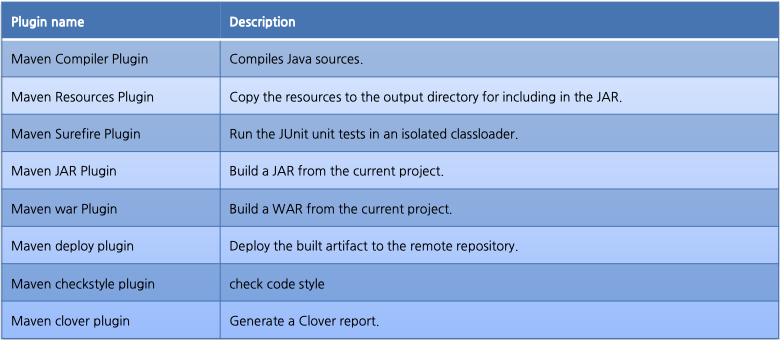 Plugin name Description
Maven Compiler Plugin Compiles Java sources.
Maven Resources Plugin Copy the resources to the output directory for including in the JAR.
Maven Surefire Plugin Run the JUnit unit tests in an isolated classloader.
Maven JAR Plugin Build a JAR from the current project.
Maven war Plugin Build a WAR from the current project.
Maven deploy plugin Deploy the built artifact to the remote repository.
Maven checkstyle plugin check code style
Maven clover plugin Generate a Clover report.